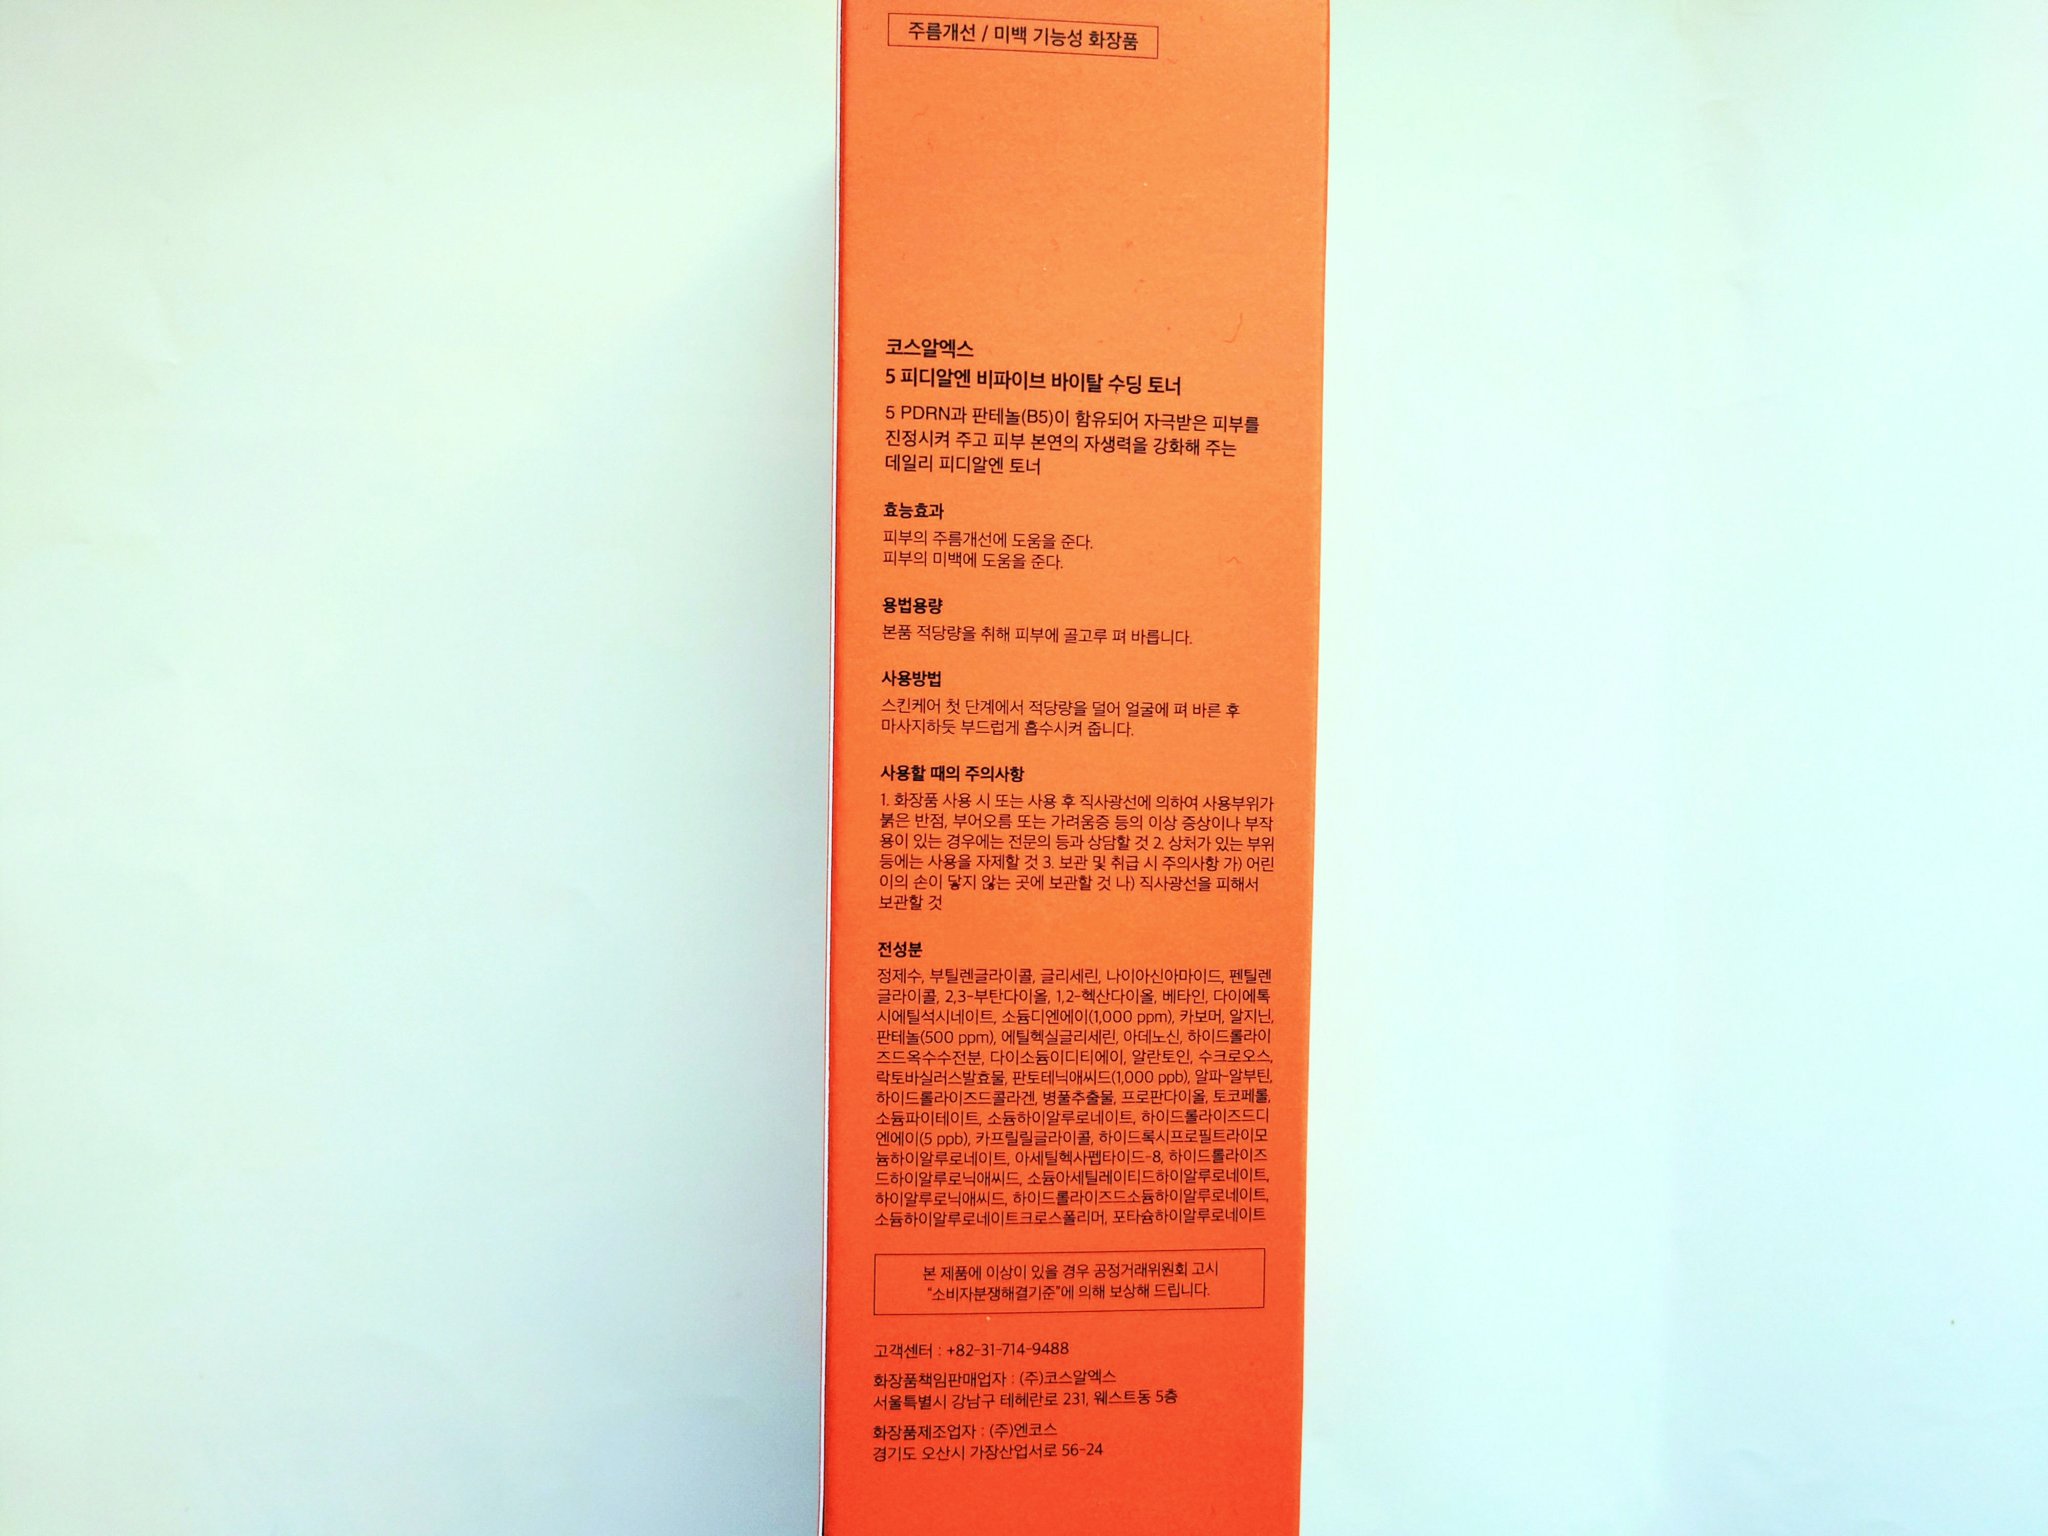 주름개선 / 미백 기능성 화장품
코스알엑스
5 피디알엔 비파이브 바이탈 수딩 토너
5 PDRN과 판테놀(B5)이 함유되어 자극받은 피부를
진정시켜 주고 피부 본연의 자생력을 강화해 주는
데일리 피디알엔 토너
효능효과
피부의 주름개선에 도움을 준다.
피부의 미백에 도움을 준다.
용법용량
본품 적당량을 취해 피부에 골고루 펴 바릅니다.
사용방법
스킨케어 첫 단계에서 적당량을 덜어 얼굴에 펴 바른 후
마사지하듯 부드럽게 흡수시켜 줍니다.
사용할 때의 주의사항
1. 화장품 사용 시 또는 사용 후 직사광선에 의하여 사용부위가
붉은 반점, 부어오름 또는 가려움증 등의 이상 증상이나 부작
용이 있는 경우에는 전문의 등과 상담할 것 2. 상처가 있는 부위
등에는 사용을 자제할 것 3. 보관 및 취급 시 주의사항 가) 어린
이의 손이 닿지 않는 곳에 보관할 것 나) 직사광선을 피해서
보관할 것
전성분
정제수, 부틸렌글라이콜, 글리세린, 나이아신아마이드, 펜틸렌
글라이콜, 2,3-부탄다이올, 1,2-헥산다이올, 베타인, 다이에톡
시에틸석시네이트, 소듐디엔에이(1,000 ppm), 카보머, 알지닌,
판테놀(500 ppm), 에틸헥실글리세린, 아데노신, 하이드롤라이
즈드옥수수전분, 다이소듐이디티에이, 알란토인, 수크로오스,
락토바실러스발효물, 판토테닉애씨드(1,000 ppb), 알파-알부틴,
하이드롤라이즈드콜라겐, 병풀추출물, 프로판다이올, 토코페롤,
소듐파이테이트, 소듐하이알루로네이트, 하이드롤라이즈드디
엔에이(5 ppb), 카프릴릴글라이콜, 하이드록시프로필트라이모
늄하이알루로네이트, 아세틸헥사펩타이드-8, 하이드롤라이즈
드하이알루로닉애씨드, 소듐아세틸레이티드하이알루로네이트,
하이알루로닉애씨드, 하이드롤라이즈드소듐하이알루로네이트,
소듐하이알루로네이트크로스폴리머, 포타슘하이알루로네이트
본 제품에 이상이 있을 경우 공정거래위원회 고시
"소비자분쟁해결기준"에 의해 보상해 드립니다.
고객센터 : +82-31-714-9488
화장품책임판매업자 : (주)코스알엑스
서울특별시 강남구 테헤란로 231, 웨스트동 5층
화장품제조업자 : (주)엔코스
경기도 오산시 가장산업서로 56-24